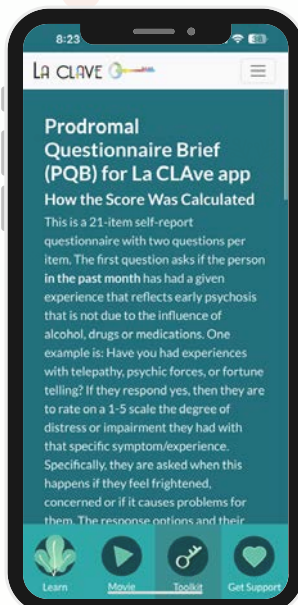 8:23
33
LA CLAVE
Prodromal
Questionnaire Brief
(PQB) for La CLAve app
How the Score Was Calculated
This is a 21-item self-report
questionnaire with two questions per
item. The first question asks if the person
in the past month has had a given
experience that reflects early psychosis
that is not due to the influence of
alcohol, drugs or medications. One
example is: Have you had experiences
with telepathy, psychic forces, or fortune
telling? If they respond yes, then they are
to rate on a 1-5 scale the degree of
distress or impairment they had with
that specific symptom/experience.
Specifically, they are asked when this
happens if they feel frightened,
concerned or if it causes problems for
them. The response options and their
Learn
Movie
Toolkit
Get Support